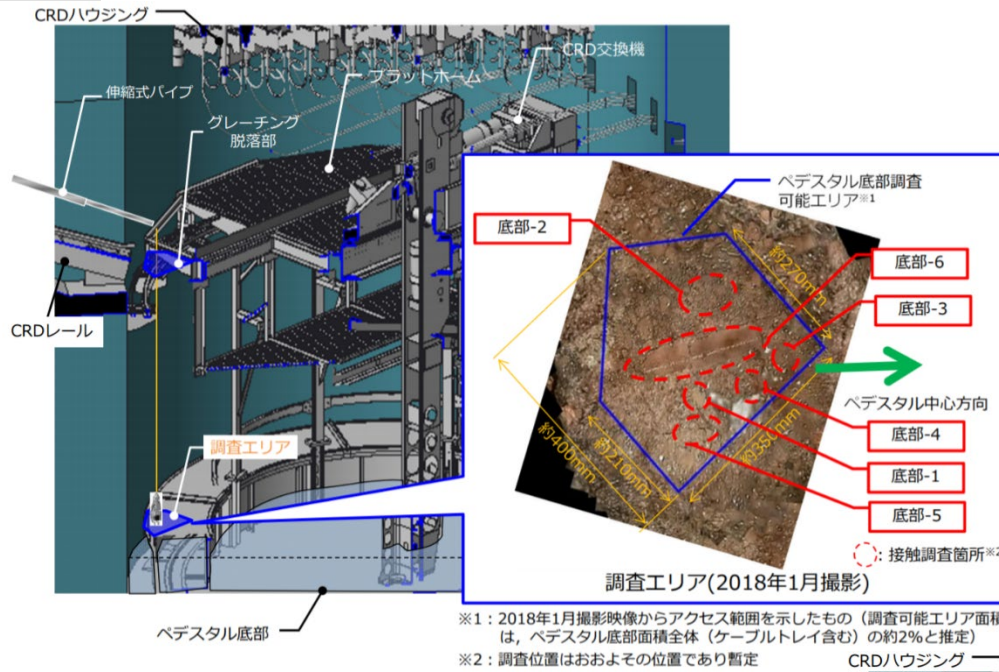 CRDハウジング
CRD交換機
プラットホーム
伸縮式パイプ
グレーチング
脱落部
CRDレール
調査エリア
ペデスタル底部
ペデスタル底部調査
可能エリア※1
底部-2
約270mm
底部-6
底部-3
ペデスタル中心方向
底部-4
底部-1
底部-5
約350mm
約210mm
約400mm
: 接触調査箇所※2
調査エリア(2018年1月撮影)
※1：2018年1月撮影映像からアクセス範囲を示したもの（調査可能エリア面積
は，ペデスタル底部面積全体（ケーブルトレイ含む）の約2%と推定）
※2：調査位置はおおよその位置であり暫定
CRDハウジング